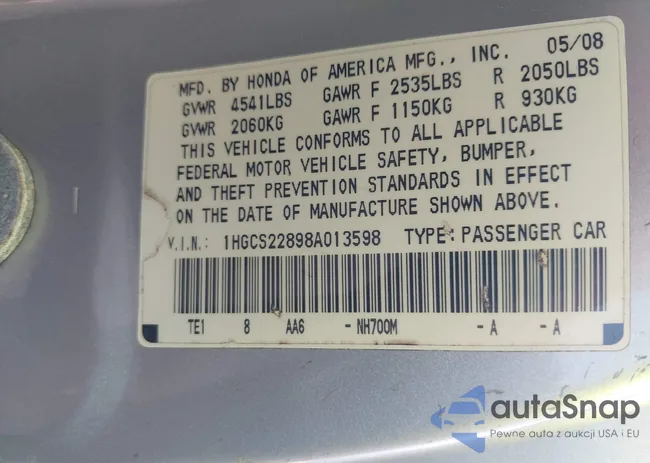 MFD. BY HONDA OF AMERICA MFG., INC. 05/08
GVWR 4541LBS GAWR F 2535LBS R 2050LBS
GVWR 2060KG GAWR F 1150KG R 930KG
THIS VEHICLE CONFORMS TO ALL APPLICABLE
FEDERAL MOTOR VEHICLE SAFETY, BUMPER,
AND THEFT PREVENTION STANDARDS IN EFFECT
ON THE DATE OF MANUFACTURE SHOWN ABOVE.
V.I.N.: 1HGCS22898A013598 TYPE: PASSENGER CAR
TE1 8 AA6 -NH700M -A -A
autaSnap
Pewne auta z aukcji USA i EU